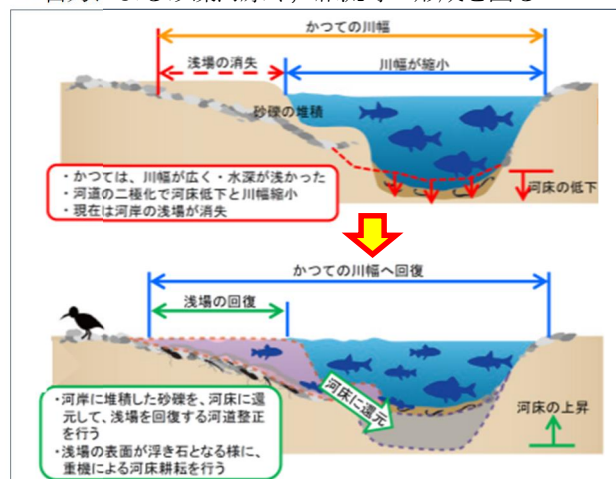 かつての川幅
浅場の消失
川幅が縮小
砂礫の堆積
・かつては、川幅が広く・水深が浅かった
・河道の二極化で河床低下と川幅縮小
・現在は河岸の浅場が消失
河床の低下
かつての川幅へ回復
浅場の回復
・河岸に堆積した砂礫を、河床に還
元して、浅場を回復する河道整正
を行う
・浅場の表面が浮き石となる様に、
重機による河床耕耘を行う
河床に還元
河床の上昇